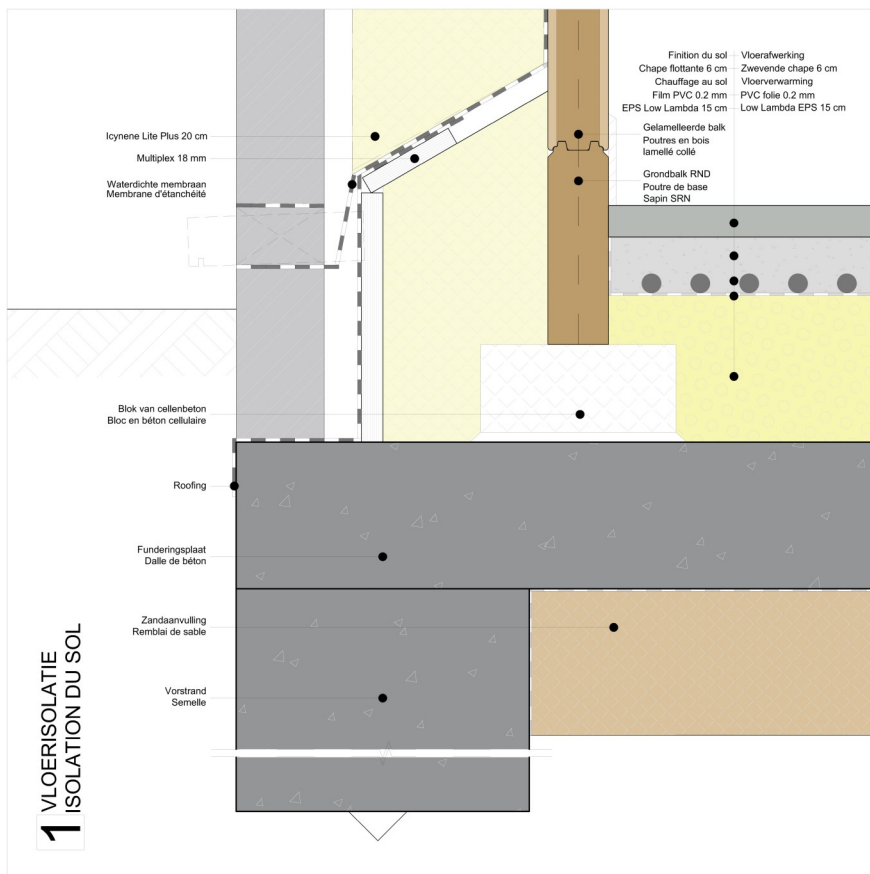 Finition du sol Vloerafwerking
Chape flottante 6 cm Zwevende chape 6 cm
Chauffage au sol Vloerverwarming
Film PVC 0.2 mm PVC folie 0.2 mm
EPS Low Lambda 15 cm Low Lambda EPS 15 cm
Gelamelleerde balk
Poutres en bois
lamellé collé
Grondbalk RND
Poutre de base
Sapin SRN
Icynene Lite Plus 20 cm
Multiplex 18 mm
Waterdichte membraan
Membrane d'étanchéité
Blok van cellenbeton
Bloc en béton cellulaire
Roofing
Funderingsplaat
Dalle de béton
Zandaanvulling
Remblai de sable
Vorstrand
Semelle
1
VLOERISOLATIE
ISOLATION DU SOL